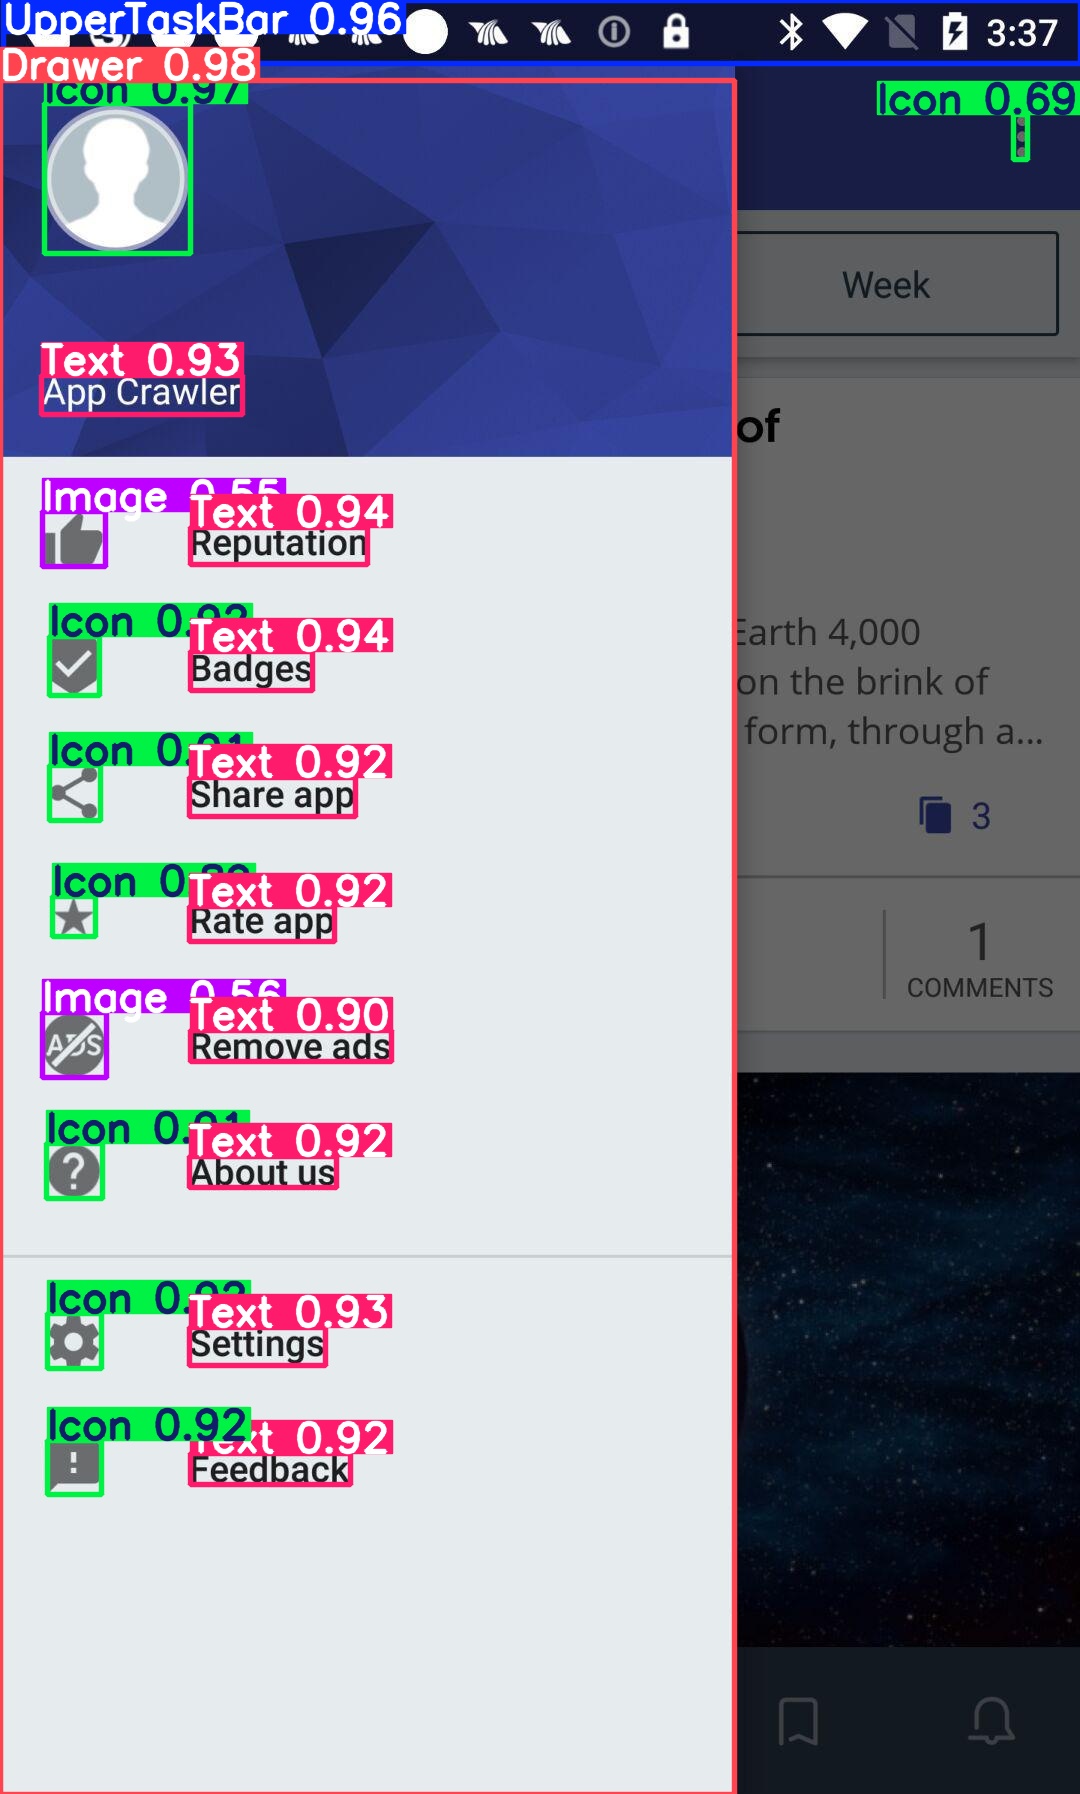 UpperTaskBar 0.96
3:37
Drawer 0.98
Icon 0.97
Icon 0.69
Week
Text 0.93
App Crawler
of
Image 0.55
Text 0.94
Reputation
Icon 0.92
Text 0.94
Badges
Earth 4,000
on the brink of
form, through a...
Icon 0.91
Text 0.92
Share app
3
Icon
Text 0.92
Rate app
1
COMMENTS
Image 0.56
Text 0.90
ADS
Remove ads
Icon 0.91
Text 0.92
About us
Icon
Text 0.93
Settings
Icon 0.92
Text 0.92
Feedback